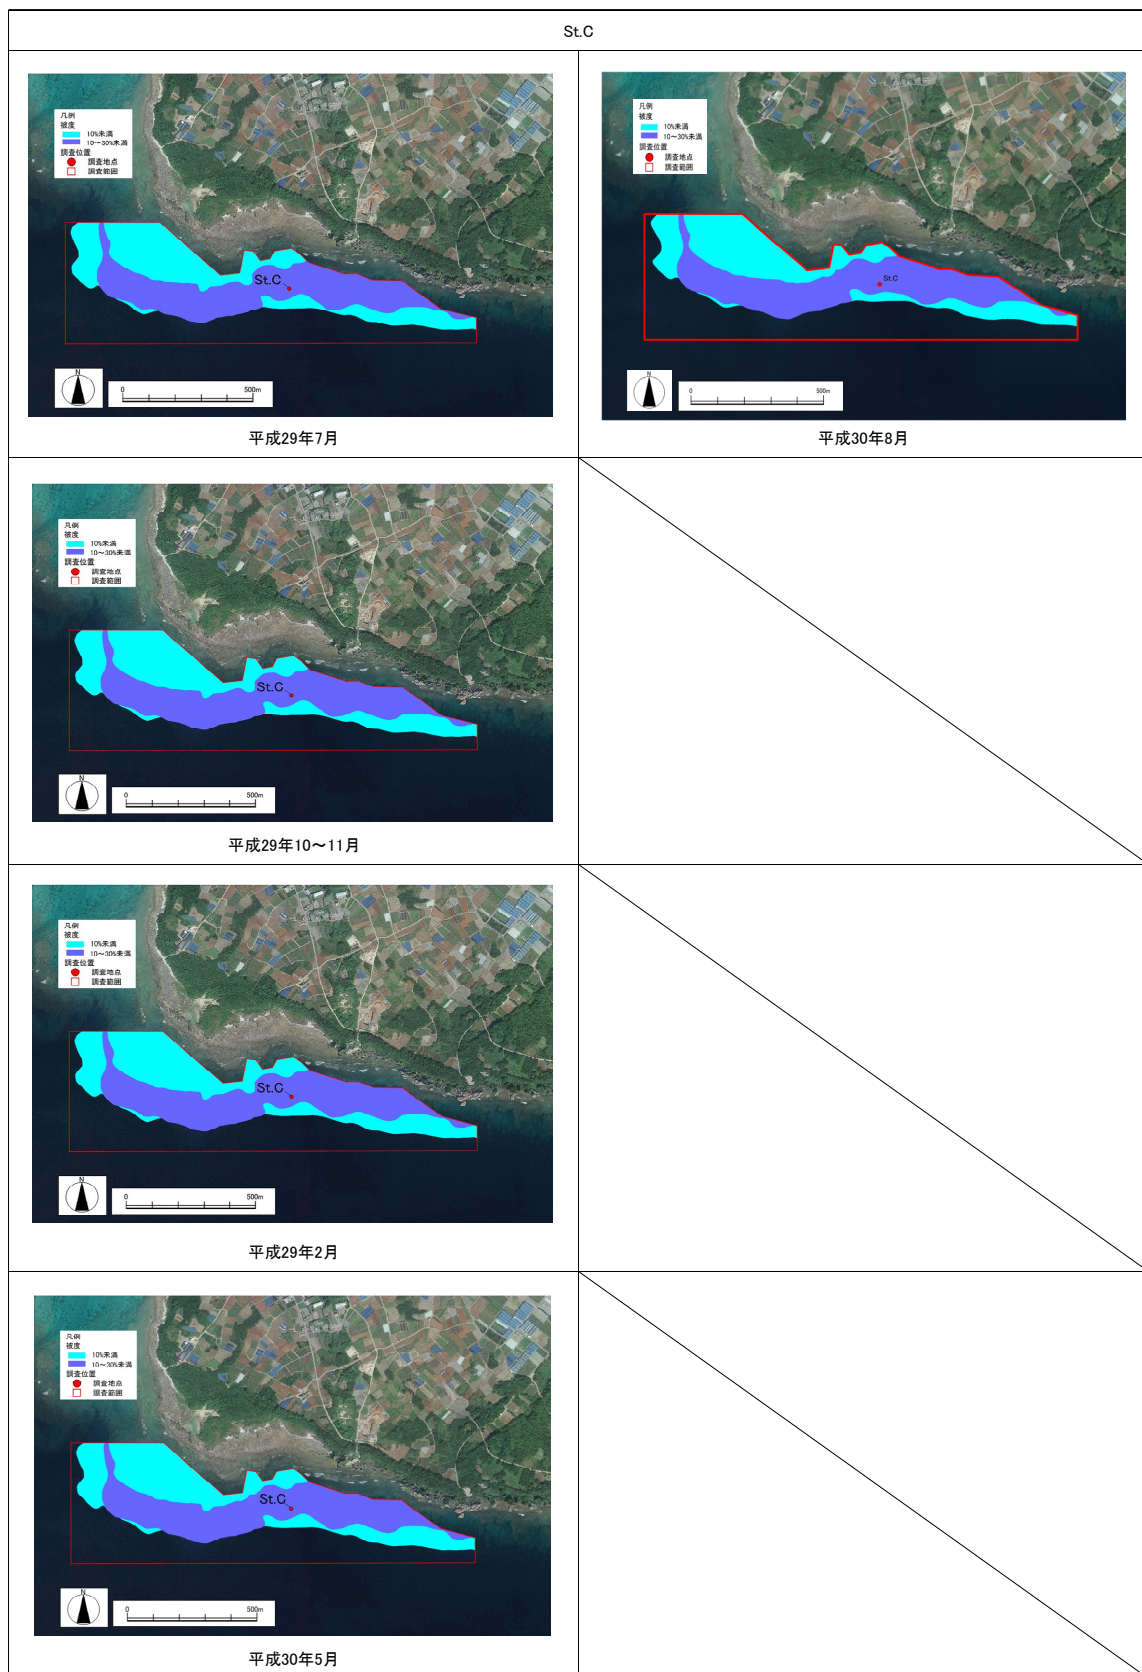 St.C
凡例
被度
10%未満
10～30%未満
調査位置
調査地点
調査範囲
St.C
N
0 500m
平成29年7月
凡例
被度
10%未満
10～30%未満
調査位置
調査地点
調査範囲
St.C
N
0 500m
平成30年8月
凡例
被度
10%未満
10～30%未満
調査位置
調査地点
調査範囲
St.C
N
0 500m
平成29年10～11月
凡例
被度
10%未満
10～30%未満
調査位置
調査地点
調査範囲
St.C
N
0 500m
平成29年2月
凡例
被度
10%未満
10～30%未満
調査位置
調査地点
調査範囲
St.C
N
0 500m
平成30年5月